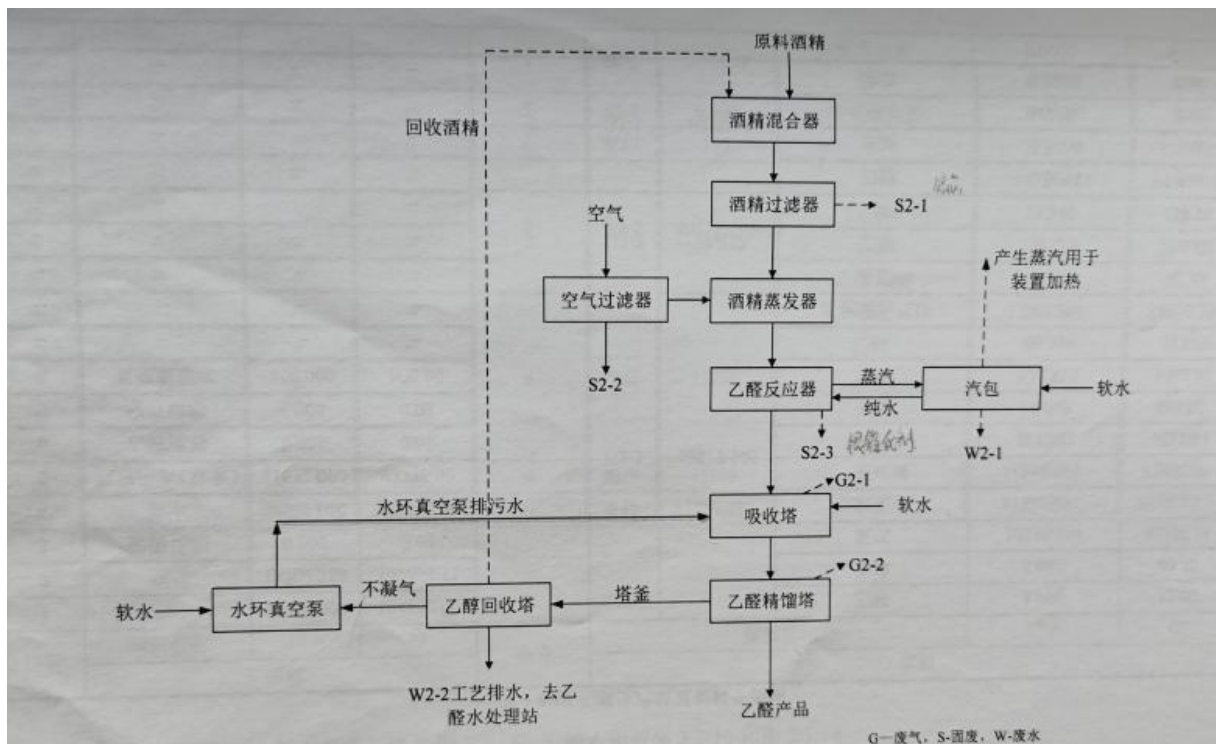 原料酒精
回收酒精
酒精混合器
酒精过滤器
S2-1
空气
产生蒸汽用于
装置加热
空气过滤器
酒精蒸发器
S2-2
乙醛反应器
蒸汽
纯水
汽包
软水
S2-3
W2-1
G2-1
水环真空泵排污水
吸收塔
软水
G2-2
软水
水环真空泵
不凝气
乙醇回收塔
塔釜
乙醛精馏塔
W2-2工艺排水，去乙
醛水处理站
乙醛产品
G—废气，S-固废，W-废水